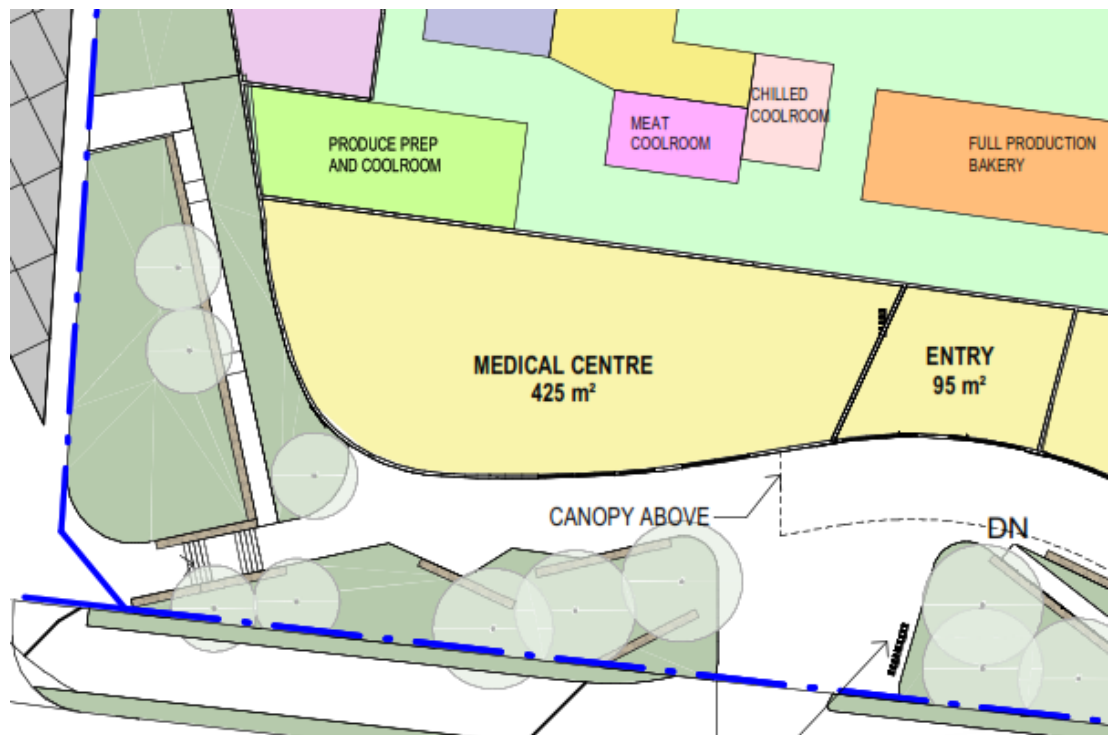 CHILLED
COOLROOM
MEAT
COOLROOM
PRODUCE PREP
AND COOLROOM
FULL PRODUCTION
BAKERY
MEDICAL CENTRE
425 m²
ENTRY
95 m²
CANOPY ABOVE
DN